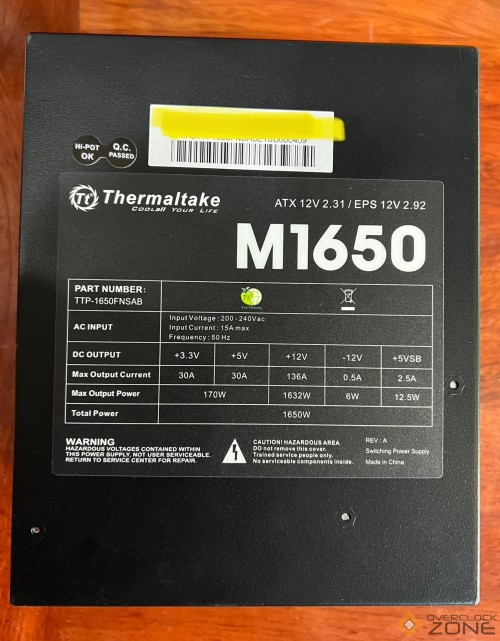 Hi-POT
OK
Q.C.
PASSED
Tt Thermaltake
COOLall YOUR LIFE
ATX 12V 2.31 / EPS 12V 2.92
M1650
PART NUMBER:
TTP-1650FNSAB
AC INPUT
Input Voltage : 200 - 240Vac
Input Current : 15A max
Frequency : 50 Hz
DC OUTPUT +3.3V +5V +12V -12V +5VSB
Max Output Current 30A 30A 136A 0.5A 2.5A
Max Output Power 170W 1632W 6W 12.5W
Total Power 1650W
WARNING
HAZARDOUS VOLTAGES CONTAINED WITHIN
THIS POWER SUPPLY, NOT USER SERVICEABLE.
RETURN TO SERVICE CENTER FOR REPAIR.
CAUTION! HAZARDOUS AREA
DO not remove this cover.
Trained service people only.
No serviceable components inside.
REV : A
Switching Power Supply
Made in China
OVERCLOCK
ZONE